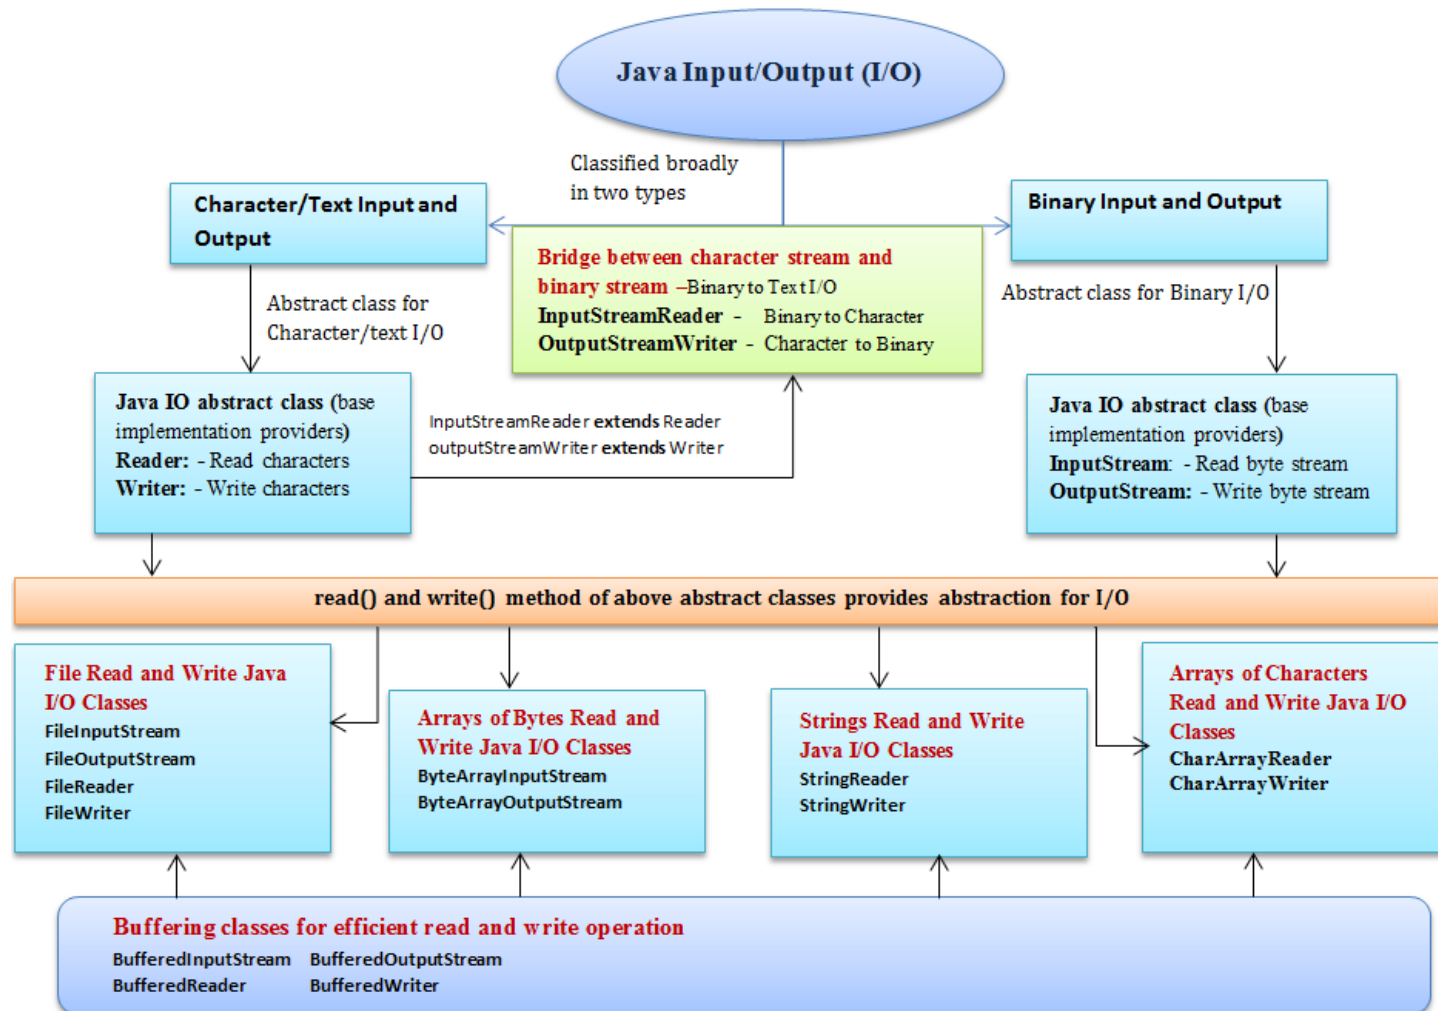 Java Input/Output (I/O)
Classified broadly
in two types
Character/Text Input and
Output
Binary Input and Output
Bridge between character stream and
binary stream –Binary to Text I/O
InputStreamReader - Binary to Character
OutputStreamWriter - Character to Binary
Abstract class for
Character/text I/O
Abstract class for Binary I/O
Java IO abstract class (base
implementation providers)
Reader: - Read characters
Writer: - Write characters
InputStreamReader extends Reader
outputStreamWriter extends Writer
Java IO abstract class (base
implementation providers)
InputStream: - Read byte stream
OutputStream: - Write byte stream
read() and write() method of above abstract classes provides abstraction for I/O
File Read and Write Java
I/O Classes
FileInputStream
FileOutputStream
FileReader
FileWriter
Arrays of Bytes Read and
Write Java I/O Classes
ByteArrayInputStream
ByteArrayOutputStream
Strings Read and Write
Java I/O Classes
StringReader
StringWriter
Arrays of Characters
Read and Write Java I/O
Classes
CharArrayReader
CharArrayWriter
Buffering classes for efficient read and write operation
BufferedInputStream BufferedOutputStream
BufferedReader BufferedWriter